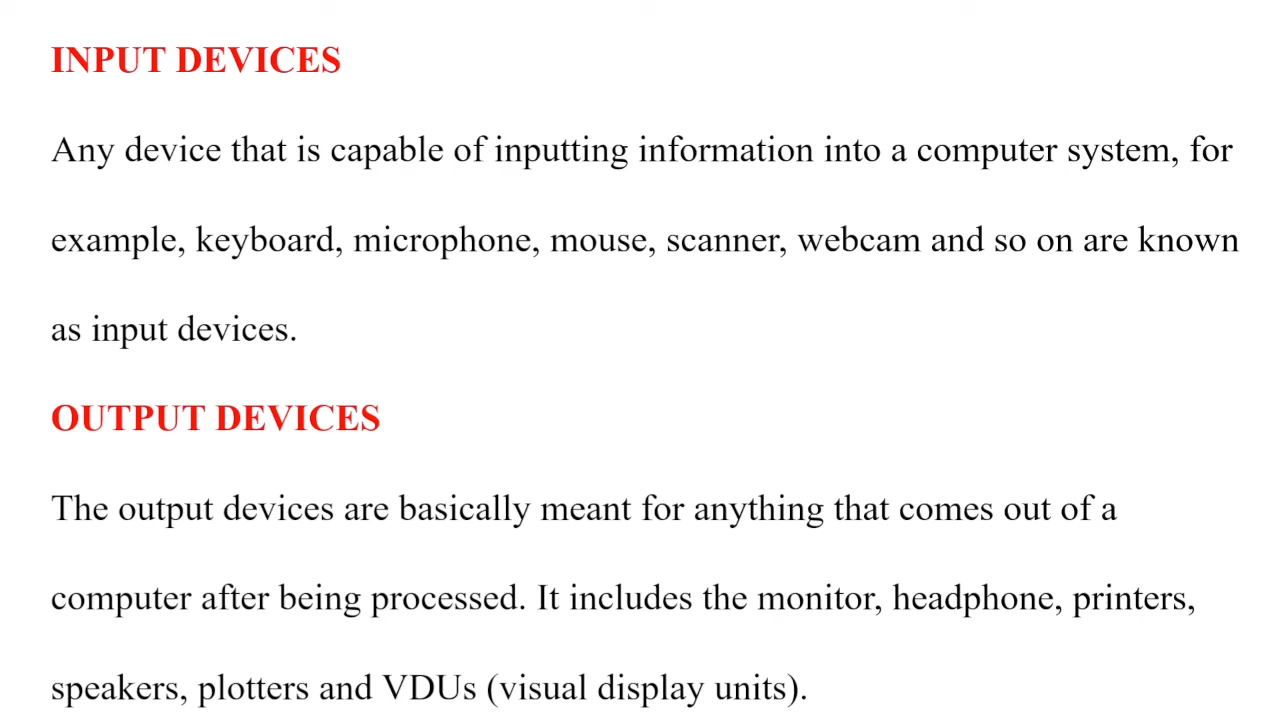 INPUT DEVICES
Any device that is capable of inputting information into a computer system, for
example, keyboard, microphone, mouse, scanner, webcam and so on are known
as input devices.
OUTPUT DEVICES
The output devices are basically meant for anything that comes out of a
computer after being processed. It includes the monitor, headphone, printers,
speakers, plotters and VDUs (visual display units).